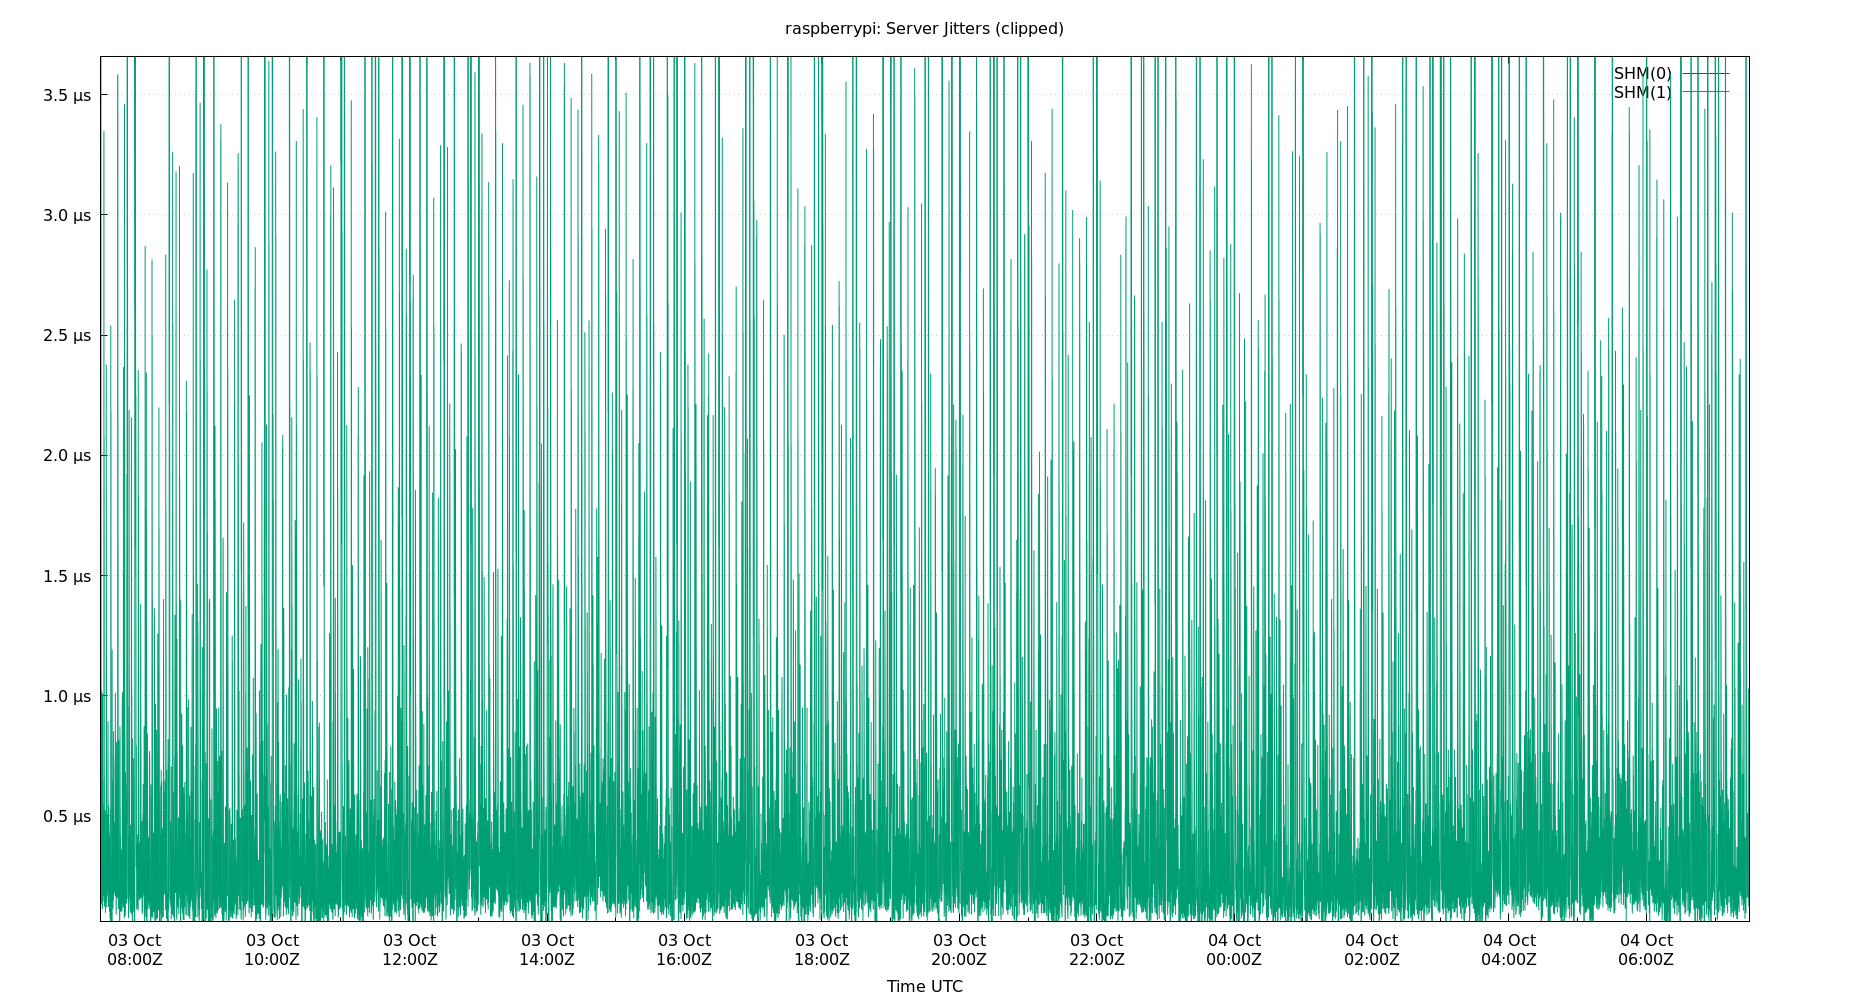 raspberrypi: Server Jitters (clipped)
SHM(0)
SHM(1)
3.5 µs
3.0 µs
2.5 µs
2.0 µs
1.5 µs
1.0 µs
0.5 µs
03 Oct 03 Oct 03 Oct 03 Oct 03 Oct 03 Oct 03 Oct 03 Oct 04 Oct 04 Oct 04 Oct 04 Oct
08:00Z 10:00Z 12:00Z 14:00Z 16:00Z 18:00Z 20:00Z 22:00Z 00:00Z 02:00Z 04:00Z 06:00Z
Time UTC